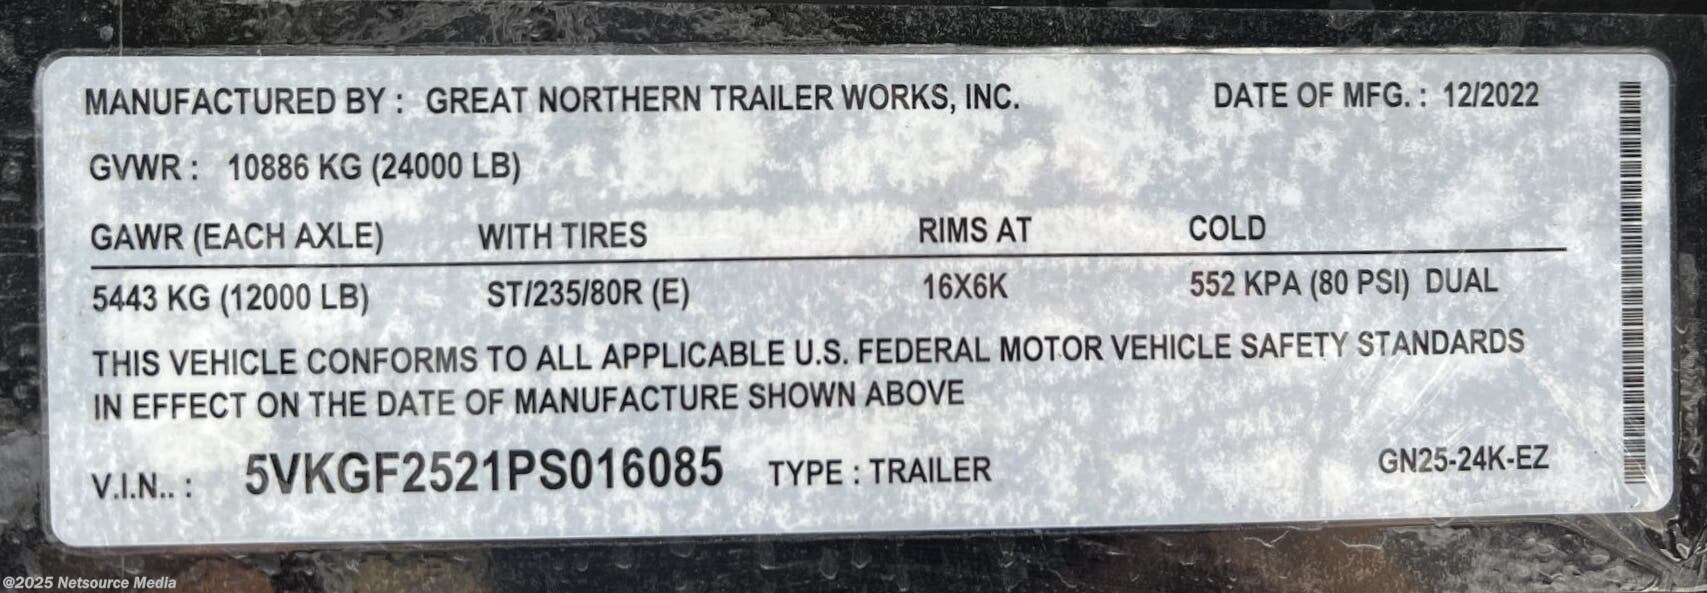 MANUFACTURED BY : GREAT NORTHERN TRAILER WORKS, INC. DATE OF MFG. : 12/2022
GVWR : 10886 KG (24000 LB)
GAWR (EACH AXLE) WITH TIRES RIMS AT COLD
5443 KG (12000 LB) ST/235/80R (E) 16X6K 552 KPA (80 PSI) DUAL
THIS VEHICLE CONFORMS TO ALL APPLICABLE U.S. FEDERAL MOTOR VEHICLE SAFETY STANDARDS
IN EFFECT ON THE DATE OF MANUFACTURE SHOWN ABOVE
V.I.N.. : 5VKGF2521PS016085 TYPE : TRAILER GN25-24K-EZ
©2025 Netsource Media